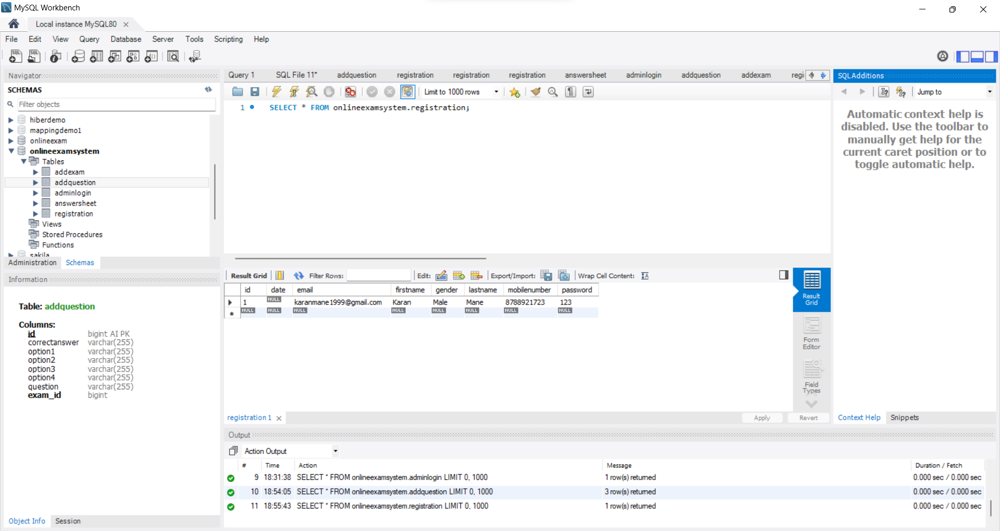 MySQL Workbench
Local instance MySQL80
File Edit View Query Database Server Tools Scripting Help
Navigator
SCHEMAS
Filter objects
hiberdemo
mappingdemo1
onlineexam
onlineexamsystem
Tables
addexam
addquestion
adminlogin
answersheet
registration
Views
Stored Procedures
Functions
sakila
Administration Schemas
Information
Table: addquestion
Columns:
id bigint AI PK
correctanswer varchar(255)
option1 varchar(255)
option2 varchar(255)
option3 varchar(255)
option4 varchar(255)
question varchar(255)
exam_id bigint
Object Info Session
Query 1 SQL File 11* addquestion registration registration registration answersheet adminlogin addquestion addexam regi
Limit to 1000 rows
1 SELECT * FROM onlineexamsystem.registration;
Result Grid Filter Rows: Edit: Export/Import: Wrap Cell Content:
id date email firstname gender lastname mobilenumber password
1 NULL karanmane1999@gmail.com Karan Male Mane 8788921723 123
NULL NULL NULL NULL NULL NULL NULL NULL
Result
Grid
Form
Editor
Field
Types
registration 1 Apply Revert
SQLAdditions
Jump to
Automatic context help is
disabled. Use the toolbar to
manually get help for the
current caret position or to
toggle automatic help.
Context Help Snippets
Output
Action Output
# Time Action Message Duration / Fetch
9 18:31:38 SELECT * FROM onlineexamsystem.adminlogin LIMIT 0, 1000 1 row(s) returned 0.000 sec / 0.000 sec
10 18:54:05 SELECT * FROM onlineexamsystem.addquestion LIMIT 0, 1000 3 row(s) returned 0.000 sec / 0.000 sec
11 18:55:43 SELECT * FROM onlineexamsystem.registration LIMIT 0, 1000 1 row(s) returned 0.000 sec / 0.000 sec